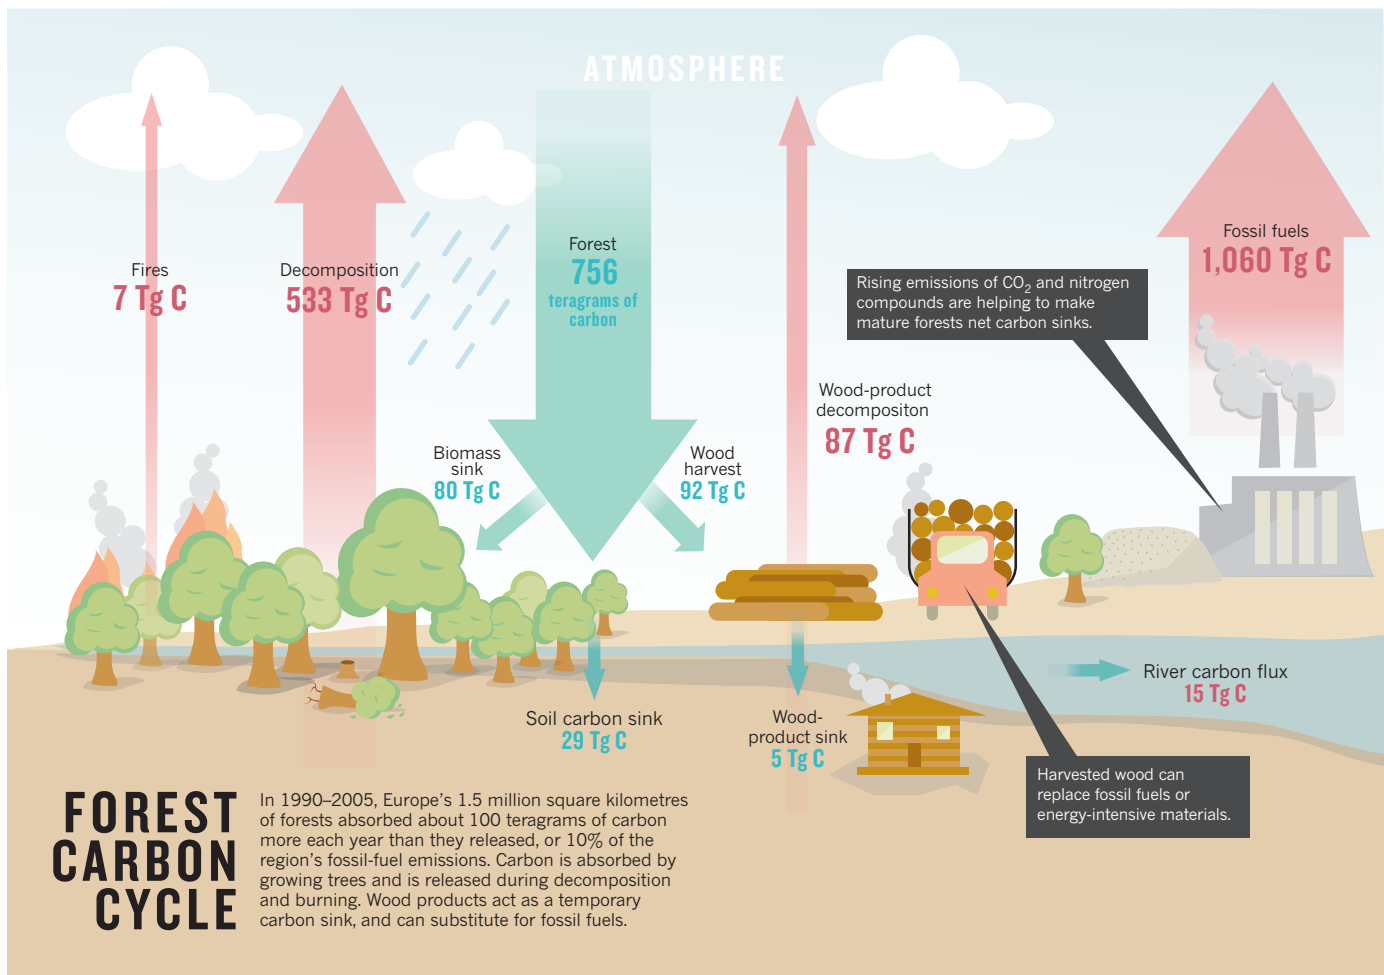 ATMOSPHERE
Fires
7 Tg C
Decomposition
533 Tg C
Forest
756
teragrams of
carbon
Fossil fuels
1,060 Tg C
Rising emissions of CO₂ and nitrogen
compounds are helping to make
mature forests net carbon sinks.
Wood-product
decompositon
87 Tg C
Biomass
sink
80 Tg C
Wood
harvest
92 Tg C
River carbon flux
15 Tg C
Soil carbon sink
29 Tg C
Wood-
product sink
5 Tg C
Harvested wood can
replace fossil fuels or
energy-intensive materials.
FOREST
CARBON
CYCLE
In 1990–2005, Europe’s 1.5 million square kilometres
of forests absorbed about 100 teragrams of carbon
more each year than they released, or 10% of the
region’s fossil-fuel emissions. Carbon is absorbed by
growing trees and is released during decomposition
and burning. Wood products act as a temporary
carbon sink, and can substitute for fossil fuels.